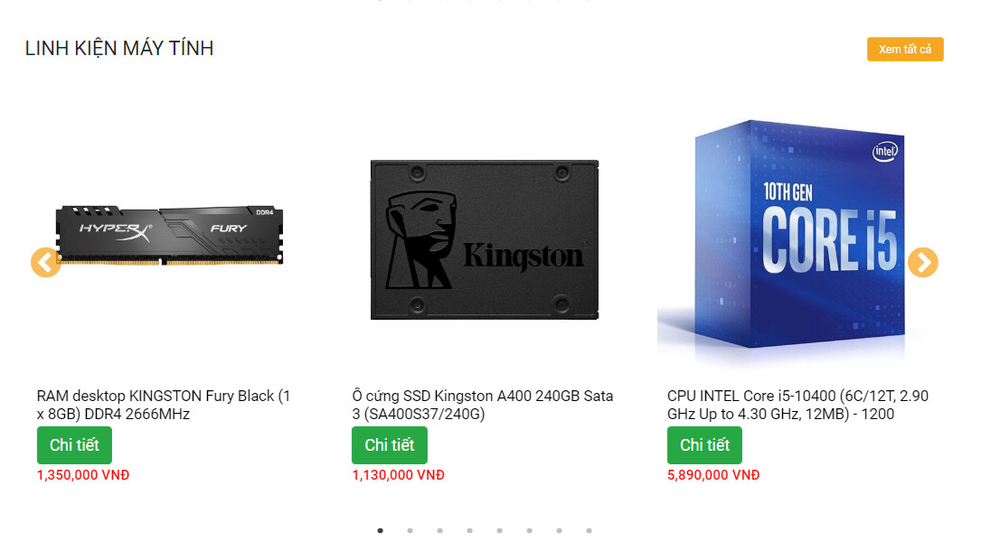 LINH KIỆN MÁY TÍNH
Xem tất cả
HYPERX
FURY
DDR4
Kingston
intel
10TH GEN
CORE i5
RAM desktop KINGSTON Fury Black (1
x 8GB) DDR4 2666MHz
Chi tiết
1,350,000 VNĐ
Ô cứng SSD Kingston A400 240GB Sata
3 (SA400S37/240G)
Chi tiết
1,130,000 VNĐ
CPU INTEL Core i5-10400 (6C/12T, 2.90
GHz Up to 4.30 GHz, 12MB) - 1200
Chi tiết
5,890,000 VNĐ